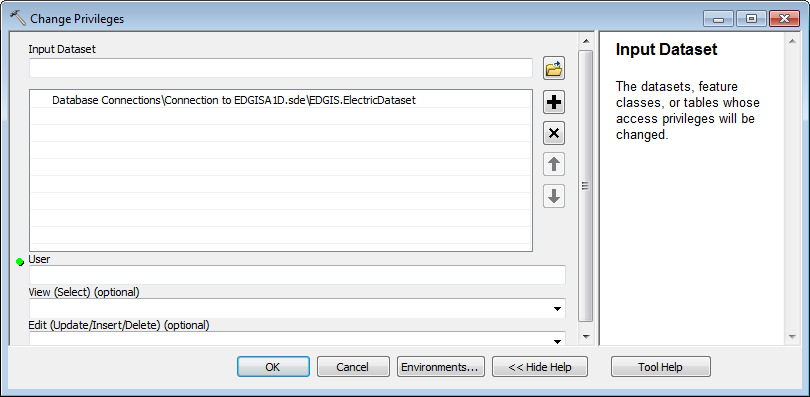 Change Privileges
Input Dataset
Database Connections\Connection to EDGISA1D.sde\EDGIS.ElectricDataset
User
View (Select) (optional)
Edit (Update/Insert/Delete) (optional)
Input Dataset
The datasets, feature
classes, or tables whose
access privileges will be
changed.
OK
Cancel
Environments...
<< Hide Help
Tool Help